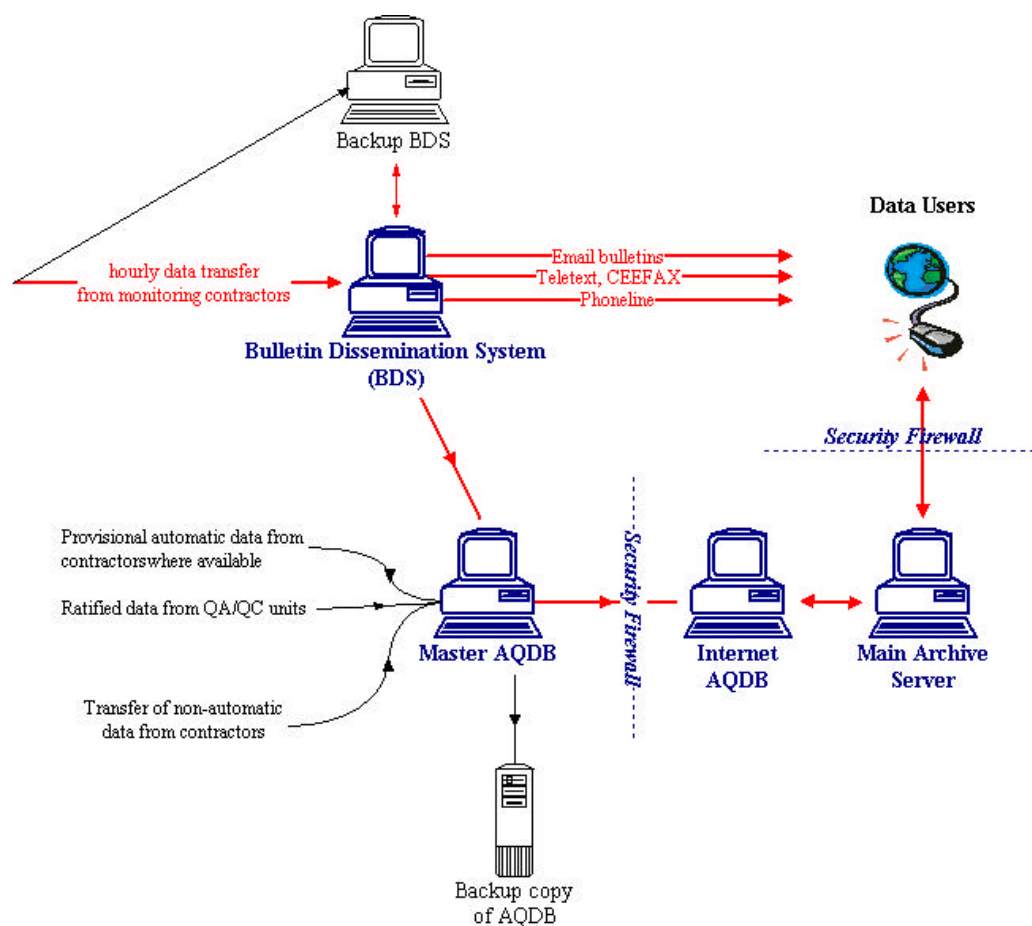 Backup BDS
Data Users
hourly data transfer
from monitoring contractors
Email bulletins
Teletext, CEEFAX
Phoneline
Bulletin Dissemination System
(BDS)
Security Firewall
Provisional automatic data from
contractorswhere available
Ratified data from QA/QC units
Transfer of non-automatic
data from contractors
Master AQDB
Security Firewall
Internet
AQDB
Main Archive
Server
Backup copy
of AQDB